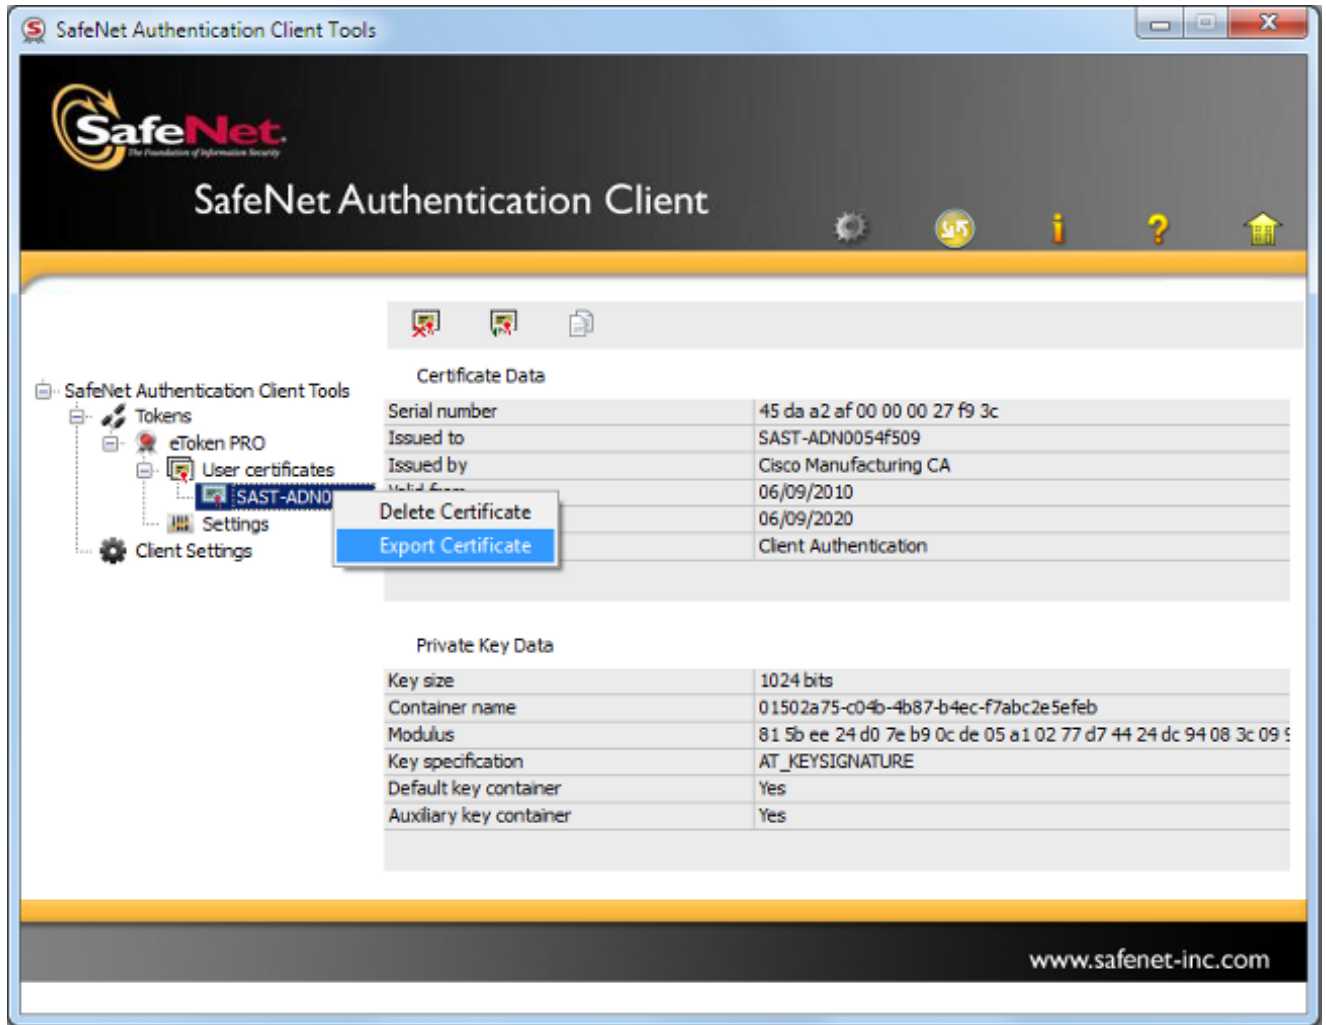 SafeNet Authentication Client Tools
SafeNet.
The Foundation of Information Security
SafeNet Authentication Client
SafeNet Authentication Client Tools
Tokens
eToken PRO
User certificates
SAST-ADN0
Settings
Client Settings
Delete Certificate
Export Certificate
Certificate Data
Serial number 45 da a2 af 00 00 00 27 f9 3c
Issued to SAST-ADN0054f509
Issued by Cisco Manufacturing CA
Valid from 06/09/2010
06/09/2020
Client Authentication
Private Key Data
Key size 1024 bits
Container name 01502a75-c04b-4b87-b4ec-f7abc2e5efeb
Modulus 81 5b ee 24 d0 7e b9 0c de 05 a1 02 77 d7 44 24 dc 94 08 3c 09
Key specification AT_KEYSIGNATURE
Default key container Yes
Auxiliary key container Yes
www.safenet-inc.com